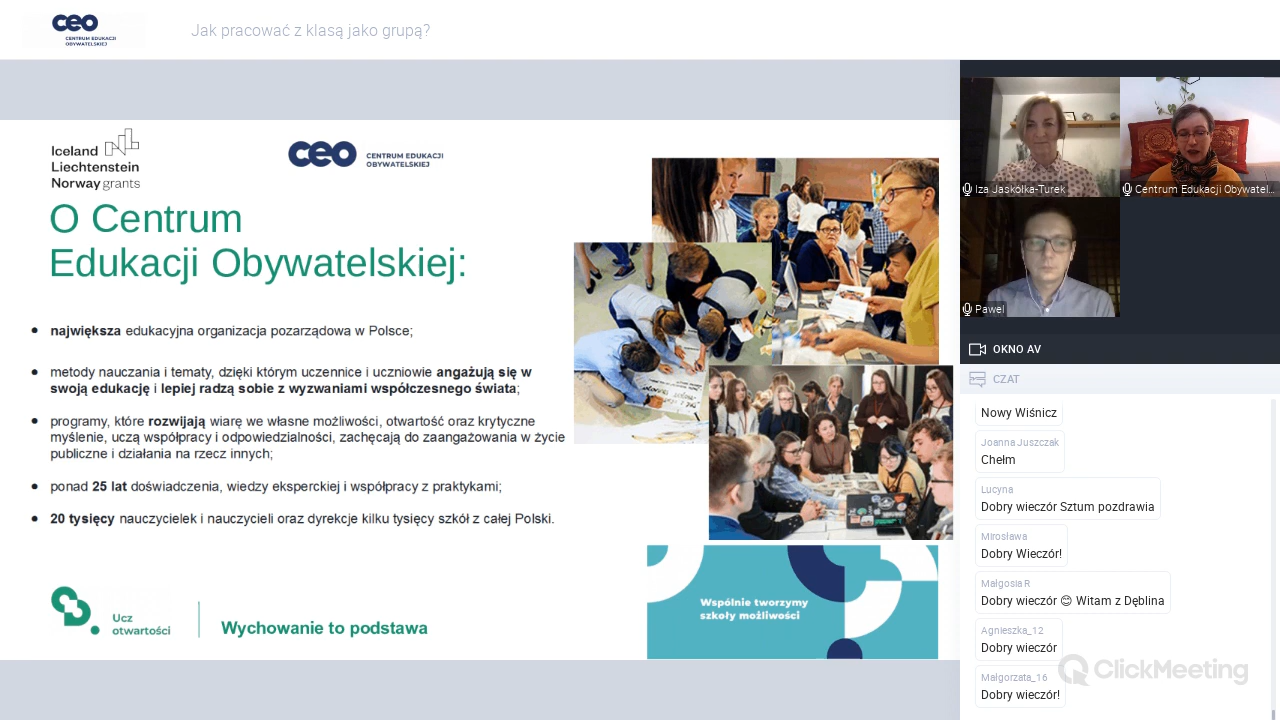 ceo
CENTRUM EDUKACJI
OBYWATELSKIEJ
Jak pracować z klasą jako grupą?
Iceland
Liechtenstein
Norway grants
ceo
CENTRUM EDUKACJI
OBYWATELSKIEJ
O Centrum
Edukacji Obywatelskiej:
• największa edukacyjna organizacja pozarządowa w Polsce;
• metody nauczania i tematy, dzięki którym uczennice i uczniowie angażują się w
swoją edukację i lepiej radzą sobie z wyzwaniami współczesnego świata;
• programy, które rozwijają wiarę we własne możliwości, otwartość oraz krytyczne
myślenie, uczą współpracy i odpowiedzialności, zachęcają do zaangażowania w życie
publiczne i działania na rzecz innych;
• ponad 25 lat doświadczenia, wiedzy eksperckiej i współpracy z praktykami;
• 20 tysięcy nauczycielek i nauczycieli oraz dyrekcje kilku tysięcy szkół z całej Polski.
Ucz
otwartości
Wychowanie to podstawa
Wspólnie tworzymy
szkoły możliwości
Iza Jaskółka-Turek
Centrum Edukacji Obywatel...
Pawel
OKNO AV
CZAT
Nowy Wiśnicz
Joanna Juszczak
Chełm
Lucyna
Dobry wieczór Sztum pozdrawia
Mirosława
Dobry Wieczór!
Małgosia R
Dobry wieczór 😊 Witam z Dęblina
Agnieszka_12
Dobry wieczór
Małgorzata_16
Dobry wieczór!
ClickMeeting